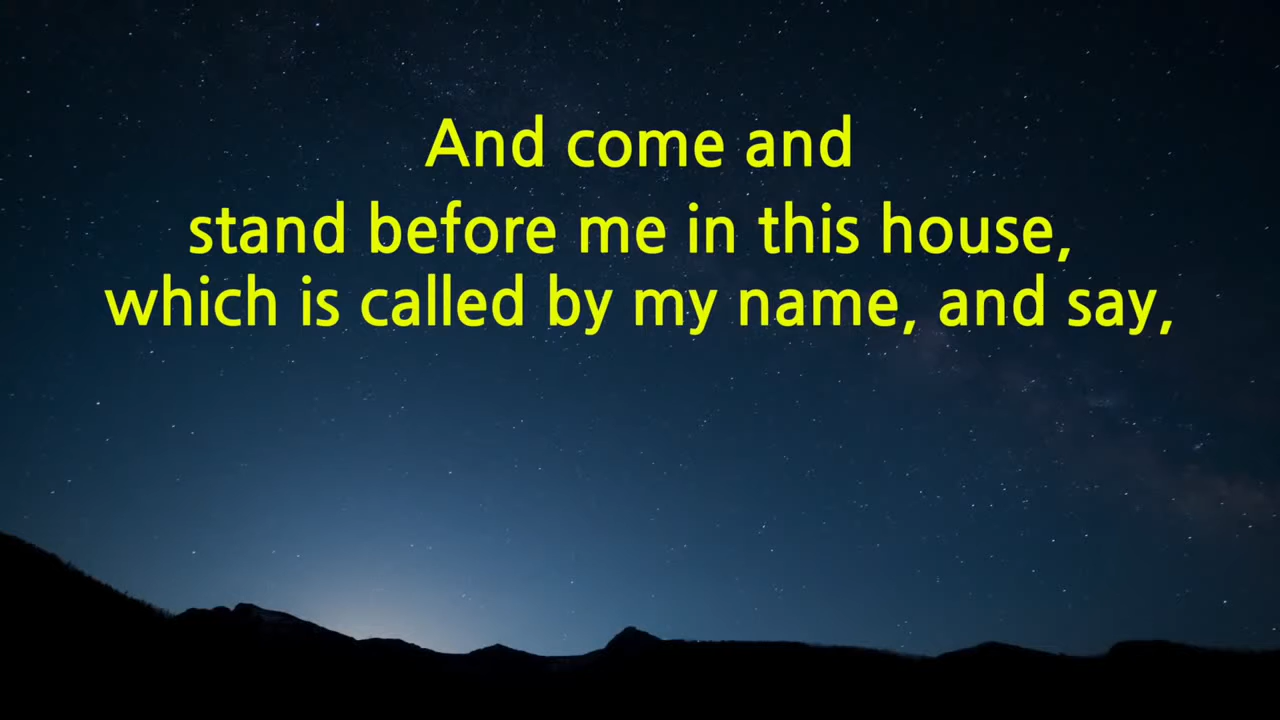 And come and
stand before me in this house,
which is called by my name, and say,